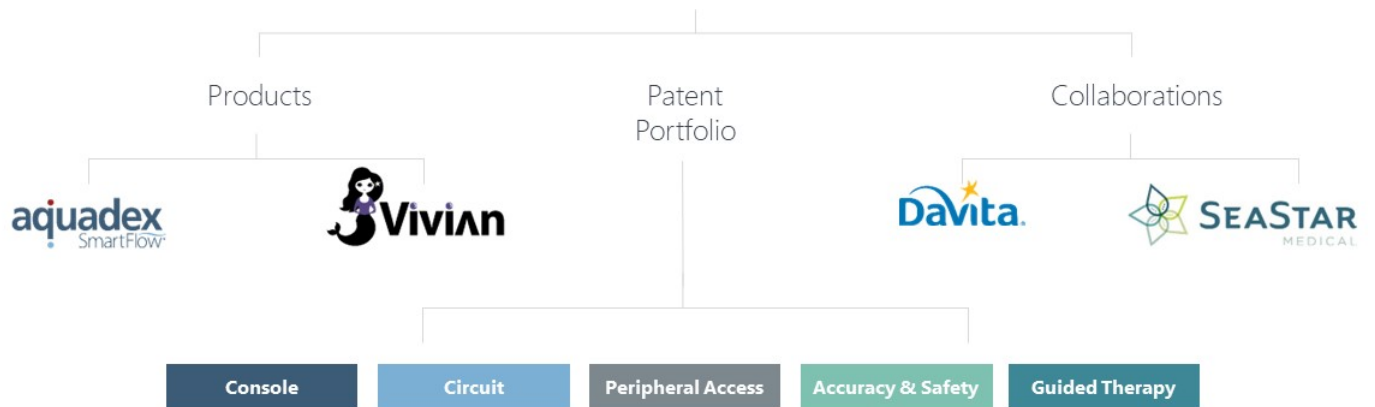 Products
Patent
Portfolio
Collaborations
aquadex
SmartFlow®
Vivian
DaVita.
SEASTAR
MEDICAL
Console
Circuit
Peripheral Access
Accuracy & Safety
Guided Therapy